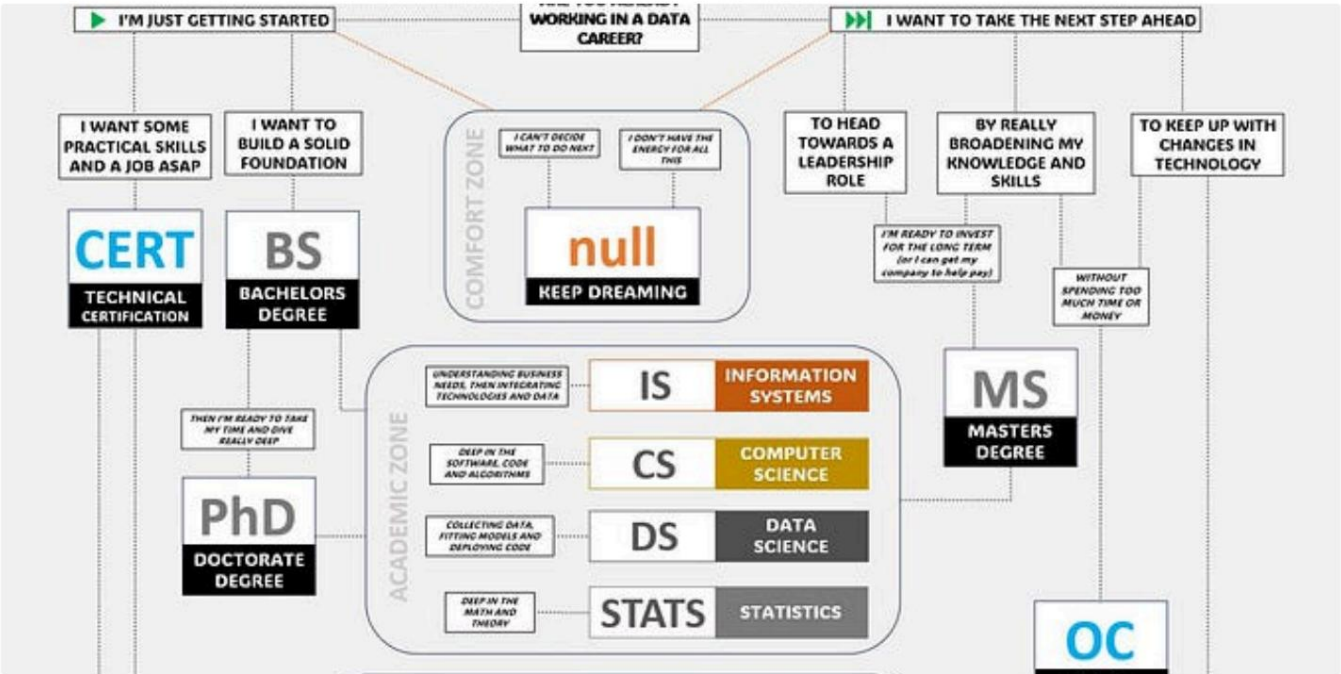 I'M JUST GETTING STARTED
WORKING IN A DATA
CAREER?
I WANT TO TAKE THE NEXT STEP AHEAD
I WANT SOME
PRACTICAL SKILLS
AND A JOB ASAP
I WANT TO
BUILD A SOLID
FOUNDATION
COMFORT ZONE
I CAN'T DECIDE
WHAT TO DO NEXT
I DON'T HAVE THE
ENERGY FOR ALL
THIS
TO HEAD
TOWARDS A
LEADERSHIP
ROLE
BY REALLY
BROADENING MY
KNOWLEDGE AND
SKILLS
TO KEEP UP WITH
CHANGES IN
TECHNOLOGY
CERT
TECHNICAL
CERTIFICATION
BS
BACHELORS
DEGREE
null
KEEP DREAMING
I'M READY TO INVEST
FOR THE LONG TERM
(or I can get my
company to help pay)
WITHOUT
SPENDING TOO
MUCH TIME OR
MONEY
ACADEMIC ZONE
UNDERSTANDING BUSINESS
NEEDS, THEN INTEGRATING
TECHNOLOGIES AND DATA
IS
INFORMATION
SYSTEMS
MS
MASTERS
DEGREE
THEN I'M READY TO TAKE
MY TIME AND DIVE
REALLY DEEP
DEEP IN THE
SOFTWARE, CODE
AND ALGORITHMS
CS
COMPUTER
SCIENCE
PhD
DOCTORATE
DEGREE
COLLECTING DATA,
FITTING MODELS AND
DEPLOYING CODE
DS
DATA
SCIENCE
DEEP IN THE
MATH AND
THEORY
STATS
STATISTICS
OC